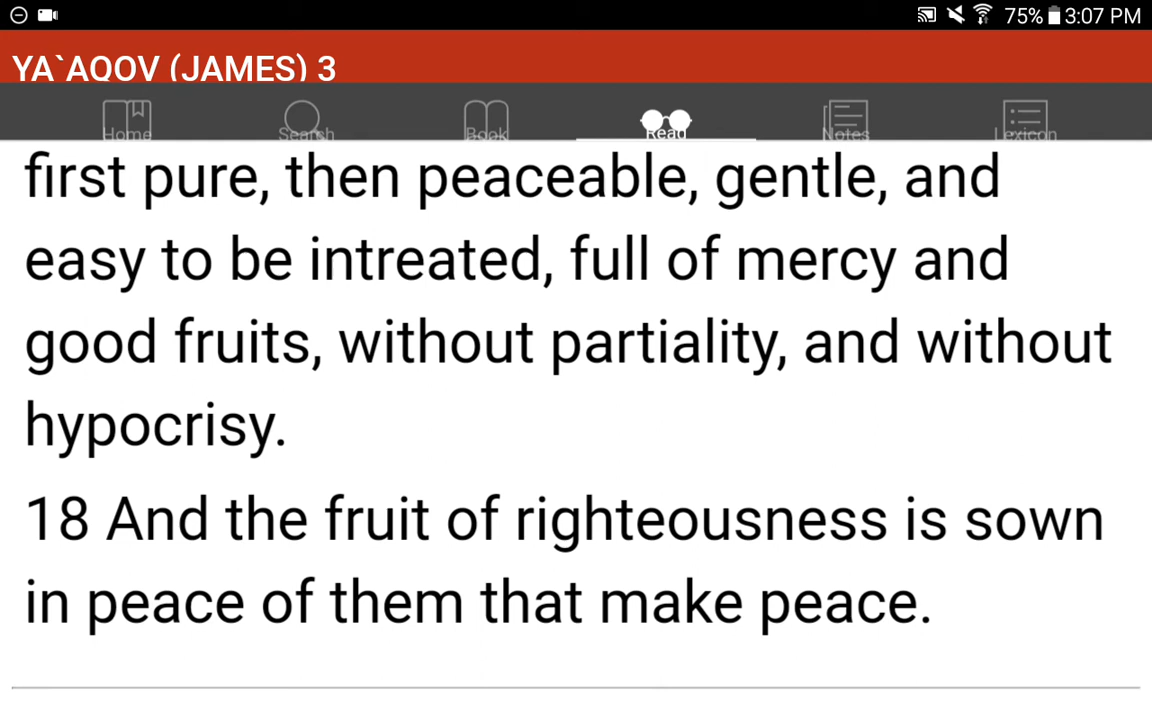 75% 3:07 PM
YA`AQOV (JAMES) 3
Home Search Book Read Notes Lexicon
first pure, then peaceable, gentle, and
easy to be intreated, full of mercy and
good fruits, without partiality, and without
hypocrisy.
18 And the fruit of righteousness is sown
in peace of them that make peace.